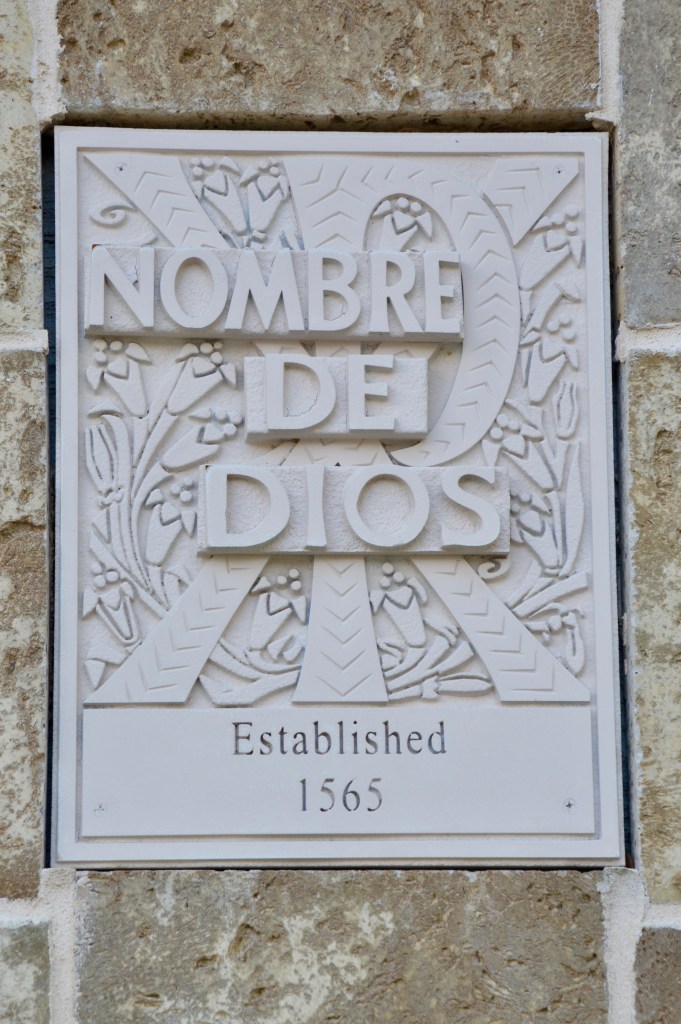 NOMBRE
DE
DIOS
Established
1565